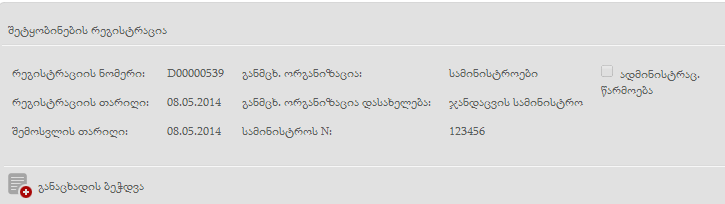 შეტყობინების რეგისტრაცია
რეგისტრაციის ნომერი: D00000539 განმცხ. ორგანიზაცია: სამინისტროები ადმინისტრაც. წარმოება
რეგისტრაციის თარიღი: 08.05.2014 განმცხ. ორგანიზაცია დასახელება: ჯანდაცვის სამინისტრო
შემოსვლის თარიღი: 08.05.2014 სამინისტროს N: 123456
განაცხადის ბეჭდვა